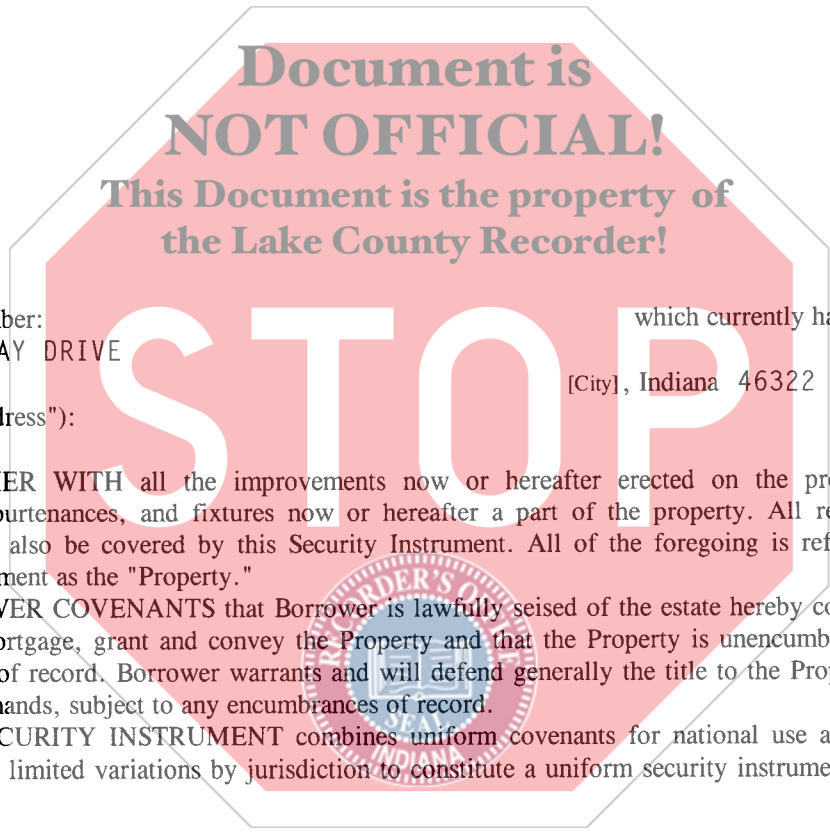 Document is
NOT OFFICIAL!
This Document is the property of
the Lake County Recorder!
STOP
ber: which currently ha
AY DRIVE
[City], Indiana 46322
dress"):
ER WITH all the improvements now or hereafter erected on the pr
purtenances, and fixtures now or hereafter a part of the property. All re
also be covered by this Security Instrument. All of the foregoing is ref
ment as the "Property."
VER COVENANTS that Borrower is lawfully seised of the estate hereby co
ortgage, grant and convey the Property and that the Property is unencumb
of record. Borrower warrants and will defend generally the title to the Prop
ands, subject to any encumbrances of record.
CURITY INSTRUMENT combines uniform covenants for national use a
limited variations by jurisdiction to constitute a uniform security instrume
RECORDER'S OFFICE
SEAL
INDIANA